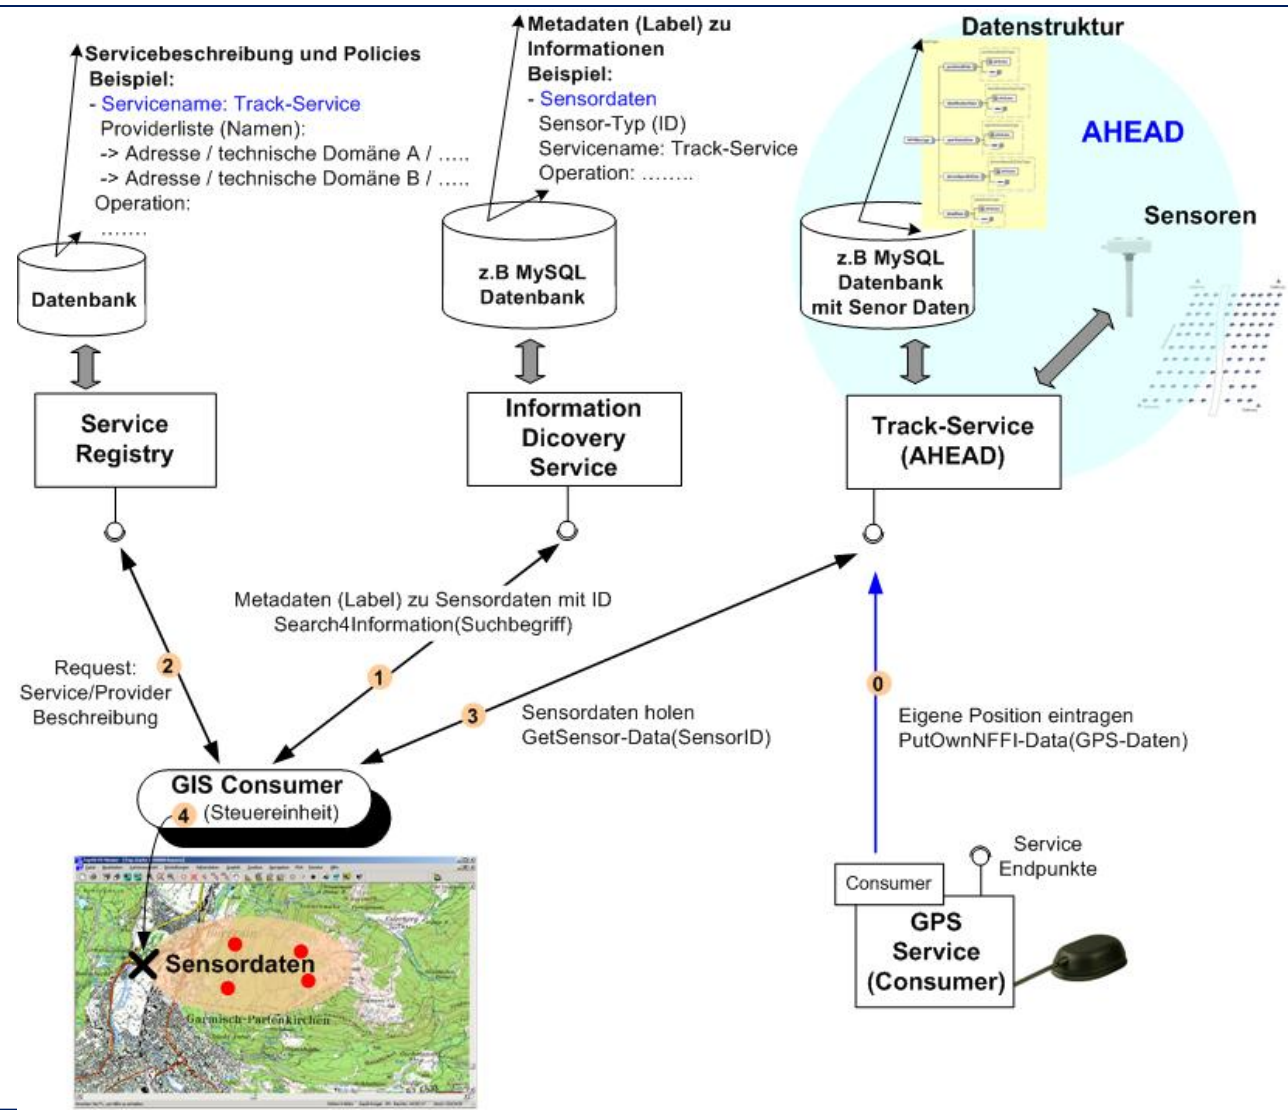 Servicebeschreibung und Policies
Beispiel:
- Servicename: Track-Service
Providerliste (Namen):
-> Adresse / technische Domäne A / …..
-> Adresse / technische Domäne B / …..
Operation:
…….
Metadaten (Label) zu
Informationen
Beispiel:
- Sensordaten
Sensor-Typ (ID)
Servicename: Track-Service
Operation: ……..
Datenstruktur
AHEAD
Sensoren
Datenbank
z.B MySQL
Datenbank
z.B MySQL
Datenbank
mit Senor Daten
Service
Registry
Information
Dicovery
Service
Track-Service
(AHEAD)
Metadaten (Label) zu Sensordaten mit ID
Search4Information(Suchbegriff)
2
Request:
Service/Provider
Beschreibung
1
3
Sensordaten holen
GetSensor-Data(SensorID)
0
Eigene Position eintragen
PutOwnNFFI-Data(GPS-Daten)
GIS Consumer
4 (Steuereinheit)
Service
Endpunkte
Consumer
GPS
Service
(Consumer)
Sensordaten
Garmisch-Partenkirchen